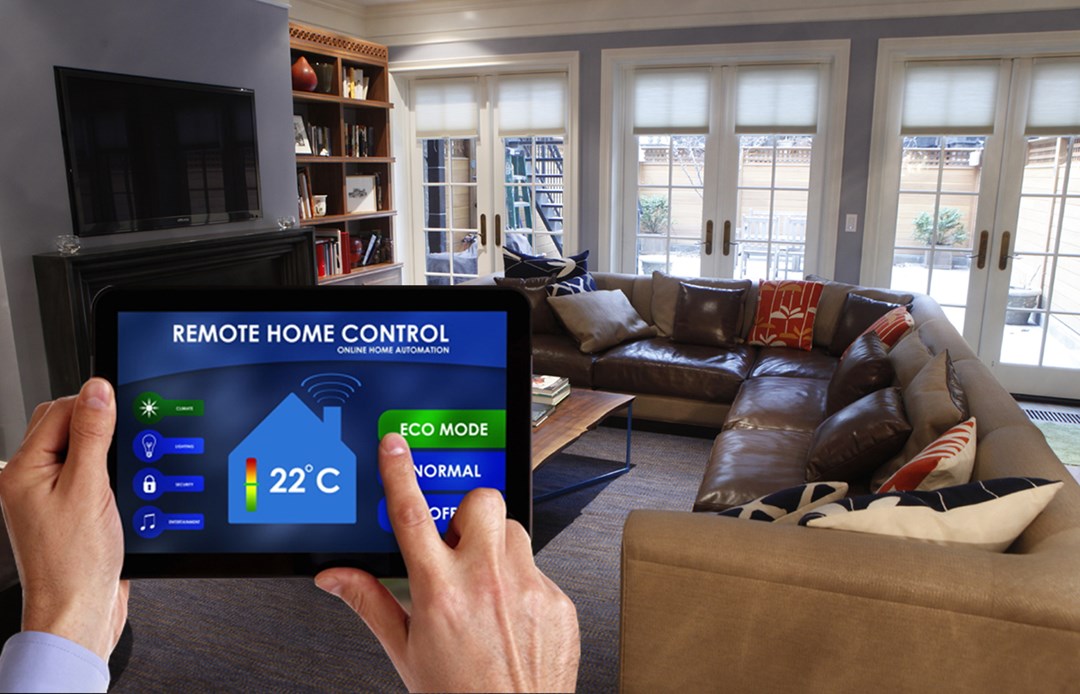 REMOTE HOME CONTROL
ONLINE HOME AUTOMATION
CLIMATE
LIGHTING
SECURITY
ENTERTAINMENT
22°C
ECO MODE
NORMAL
OFF